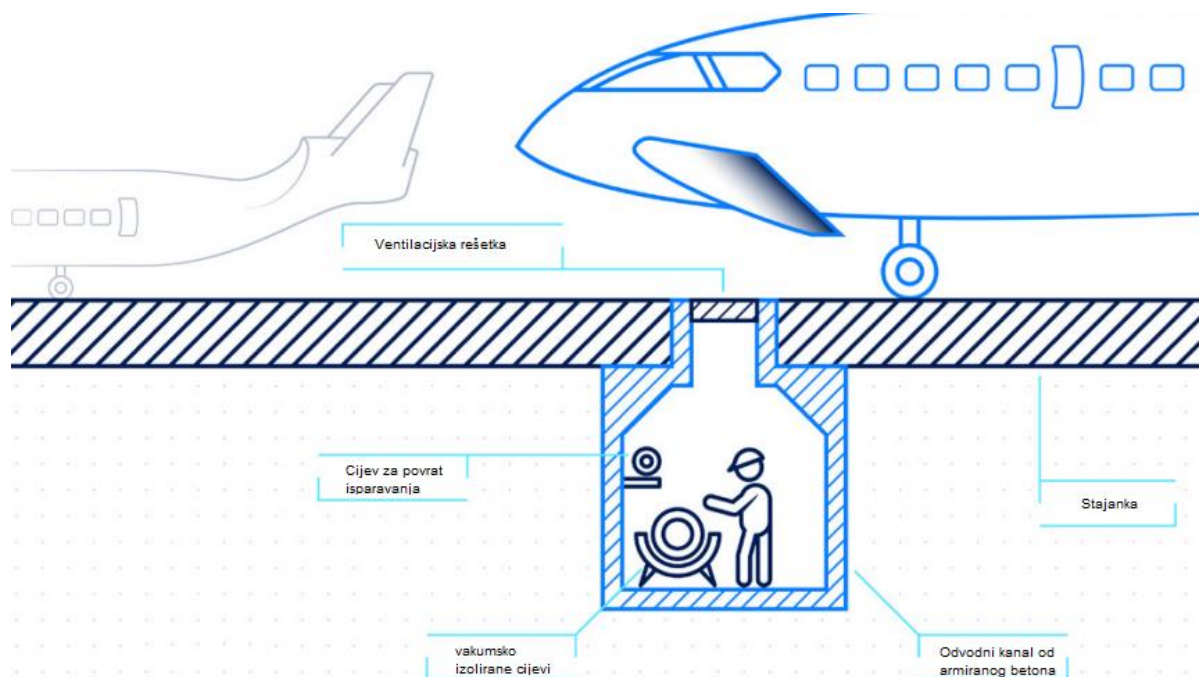 Ventilacijska rešetka
Cijev za povrat
isparavanja
Stajanka
vakumsko
izolirane cijevi
Odvodni kanal od
armiranog betona